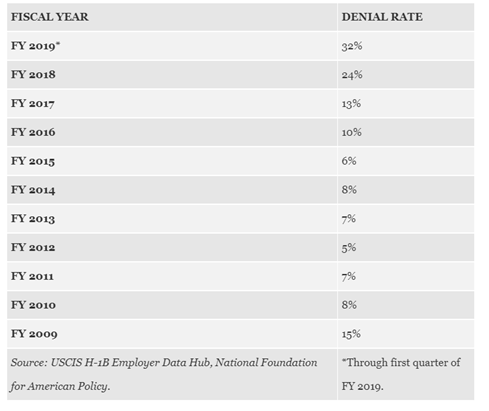 FISCAL YEAR DENIAL RATE
FY 2019* 32%
FY 2018 24%
FY 2017 13%
FY 2016 10%
FY 2015 6%
FY 2014 8%
FY 2013 7%
FY 2012 5%
FY 2011 7%
FY 2010 8%
FY 2009 15%
Source: USCIS H-1B Employer Data Hub, National Foundation
for American Policy.
*Through first quarter of
FY 2019.